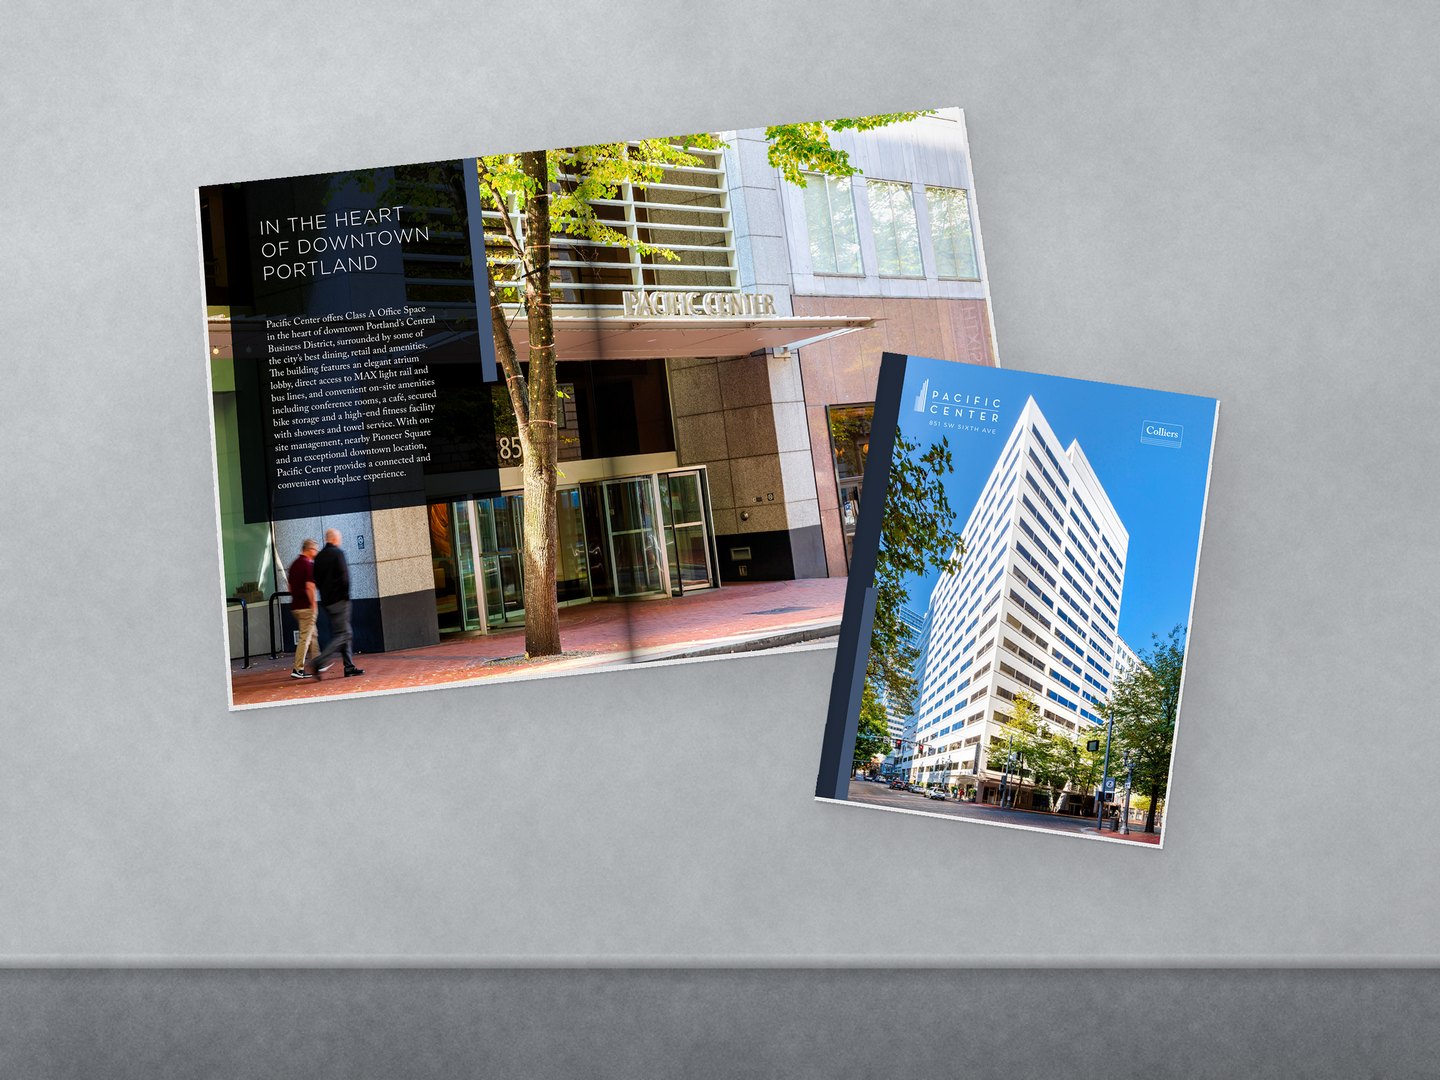 IN THE HEART
OF DOWNTOWN
PORTLAND
Pacific Center offers Class A Office Space
in the heart of downtown Portland's Central
Business District, surrounded by some of
the city's best dining, retail and amenities.
The building features an elegant atrium
lobby, direct access to MAX light rail and
bus lines, and convenient on-site amenities
including conference rooms, a café, secured
bike storage and a high-end fitness facility
with showers and towel service. With on-
site management, nearby Pioneer Square
and an exceptional downtown location,
Pacific Center provides a connected and
convenient workplace experience.
PACIFIC CENTER
85
PACIFIC
CENTER
851 SW SIXTH AVE
Colliers